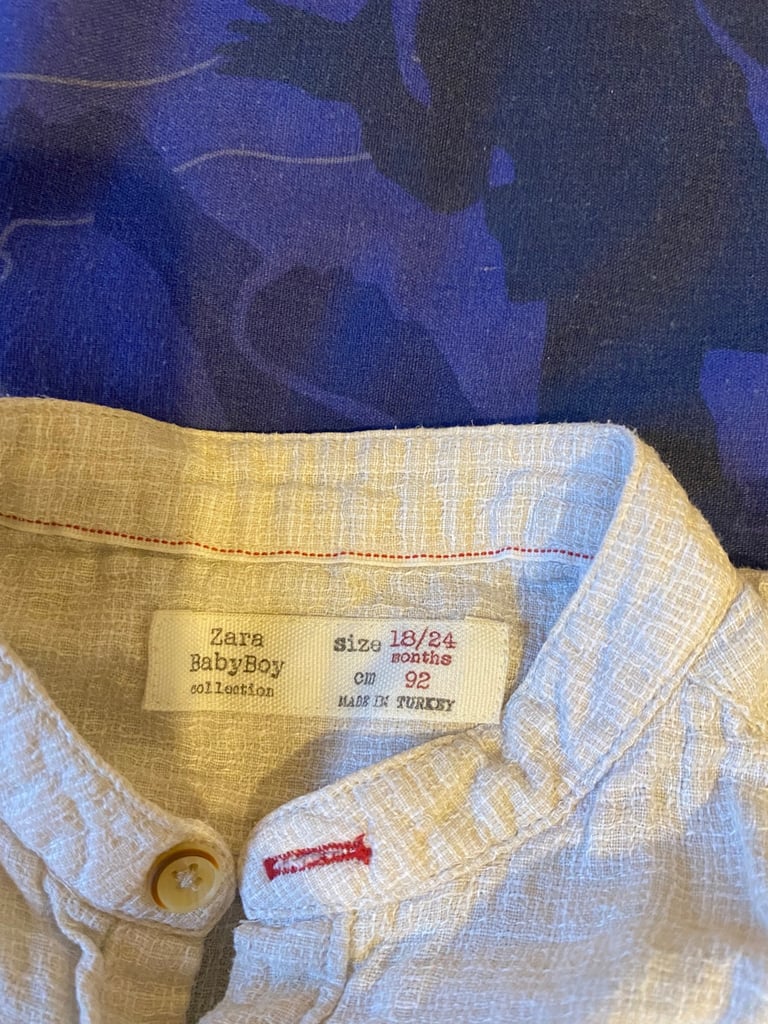 Zara
BabyBoy
collection
size 18/24
months
cm 92
MADE IN TURKEY